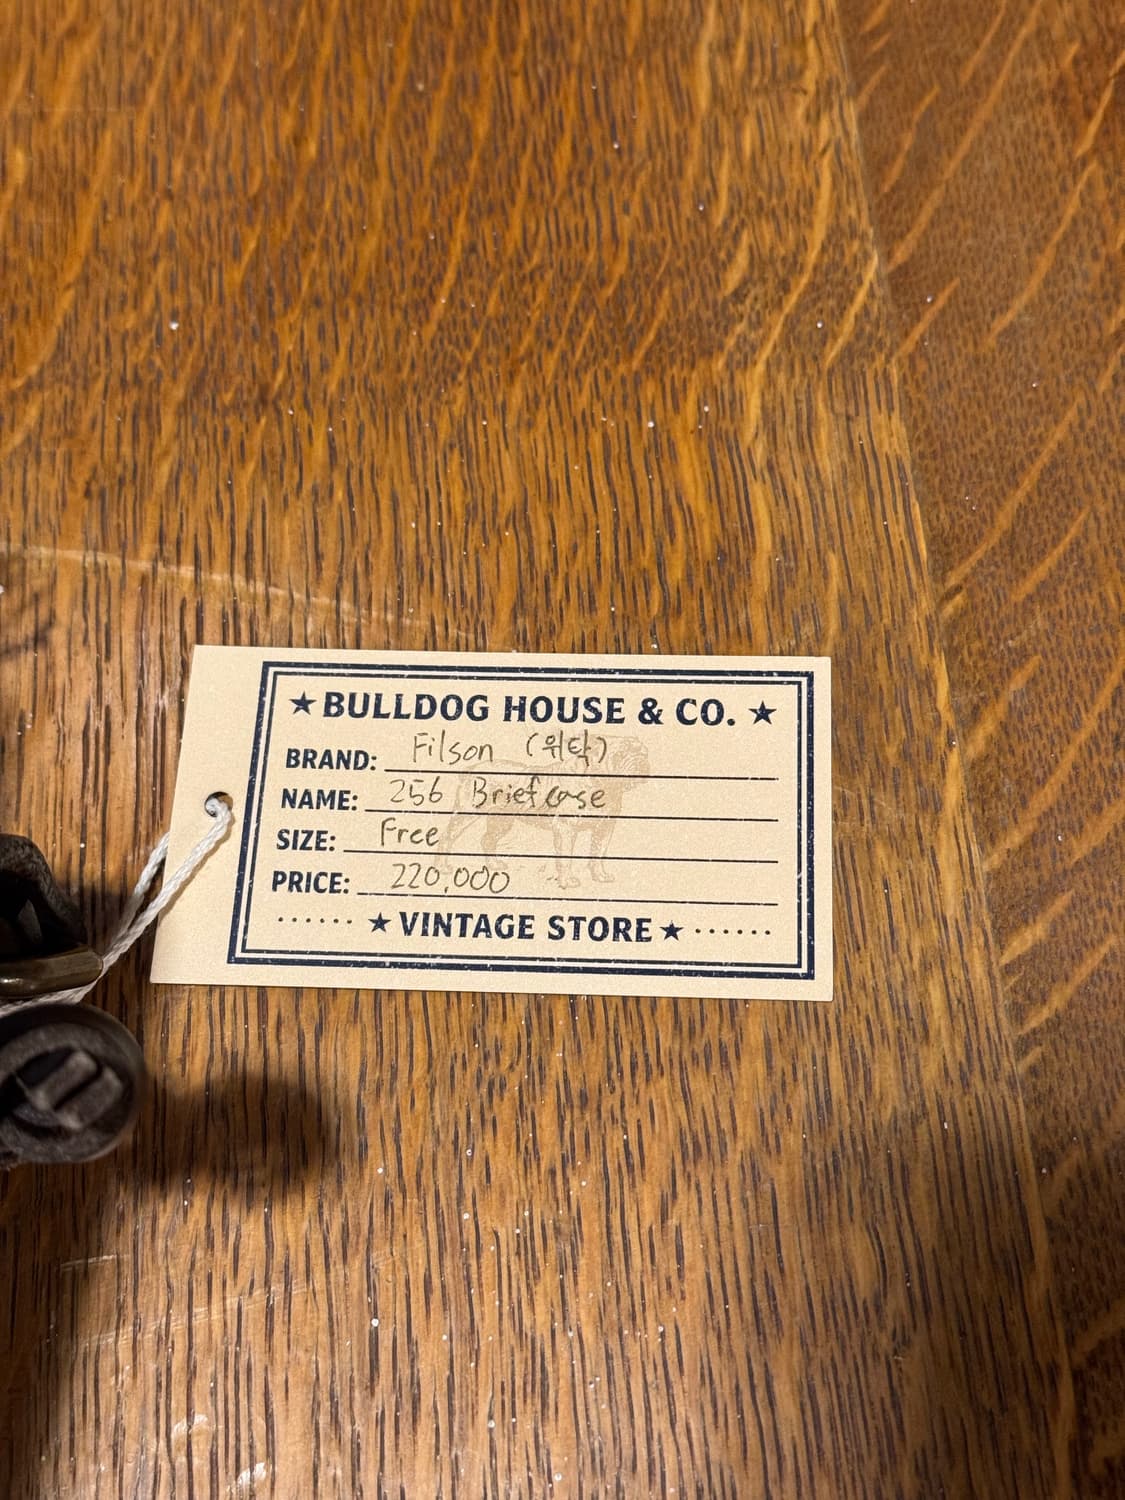 ★BULLDOG HOUSE & CO.★
BRAND: Filson (위탁)
NAME: 256 Briefcase
SIZE: Free
PRICE: 220,000
······★VINTAGE STORE★······